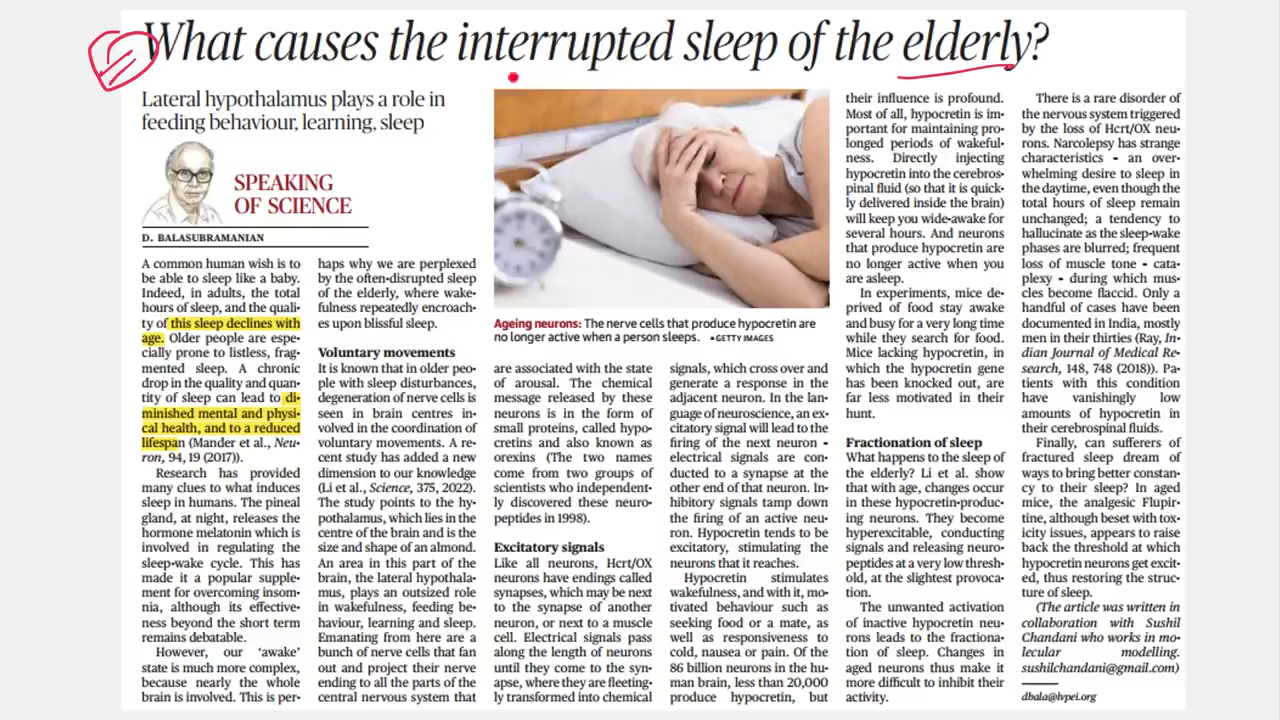 What causes the interrupted sleep of the elderly?
Lateral hypothalamus plays a role in
feeding behaviour, learning, sleep
SPEAKING
OF SCIENCE
D. BALASUBRAMANIAN
A common human wish is to
be able to sleep like a baby.
Indeed, in adults, the total
hours of sleep, and the quali-
ty of this sleep declines with
age. Older people are espe-
cially prone to listless, frag-
mented sleep. A chronic
drop in the quality and quan-
tity of sleep can lead to di-
minished mental and physi-
cal health, and to a reduced
lifespan (Mander et al., Neu-
ron, 94, 19 (2017)).
Research has provided
many clues to what induces
sleep in humans. The pineal
gland, at night, releases the
hormone melatonin which is
involved in regulating the
sleep-wake cycle. This has
made it a popular supple-
ment for overcoming insom-
nia, although its effective-
ness beyond the short term
remains debatable.
However, our ‘awake’
state is much more complex,
because nearly the whole
brain is involved. This is per-
haps why we are perplexed
by the often-disrupted sleep
of the elderly, where wake-
fulness repeatedly encroach-
es upon blissful sleep.
Voluntary movements
It is known that in older peo-
ple with sleep disturbances,
degeneration of nerve cells is
seen in brain centres in-
volved in the coordination of
voluntary movements. A re-
cent study has added a new
dimension to our knowledge
(Li et al., Science, 375, 2022).
The study points to the hy-
pothalamus, which lies in the
centre of the brain and is the
size and shape of an almond.
An area in this part of the
brain, the lateral hypothala-
mus, plays an outsized role
in wakefulness, feeding be-
haviour, learning and sleep.
Emanating from here are a
bunch of nerve cells that fan
out and project their nerve
ending to all the parts of the
central nervous system that
Ageing neurons: The nerve cells that produce hypocretin are
no longer active when a person sleeps. ▪ GETTY IMAGES
are associated with the state
of arousal. The chemical
message released by these
neurons is in the form of
small proteins, called hypo-
cretins and also known as
orexins (The two names
come from two groups of
scientists who independent-
ly discovered these neuro-
peptides in 1998).
Excitatory signals
Like all neurons, Hcrt/OX
neurons have endings called
synapses, which may be next
to the synapse of another
neuron, or next to a muscle
cell. Electrical signals pass
along the length of neurons
until they come to the syn-
apse, where they are fleeting-
ly transformed into chemical
signals, which cross over and
generate a response in the
adjacent neuron. In the lan-
guage of neuroscience, an ex-
citatory signal will lead to the
firing of the next neuron -
electrical signals are con-
ducted to a synapse at the
other end of that neuron. In-
hibitory signals tamp down
the firing of an active neu-
ron. Hypocretin tends to be
excitatory, stimulating the
neurons that it reaches.
Hypocretin stimulates
wakefulness, and with it, mo-
tivated behaviour such as
seeking food or a mate, as
well as responsiveness to
cold, nausea or pain. Of the
86 billion neurons in the hu-
man brain, less than 20,000
produce hypocretin, but
their influence is profound.
Most of all, hypocretin is im-
portant for maintaining pro-
longed periods of wakeful-
ness. Directly injecting
hypocretin into the cerebros-
pinal fluid (so that it is quick-
ly delivered inside the brain)
will keep you wide-awake for
several hours. And neurons
that produce hypocretin are
no longer active when you
are asleep.
In experiments, mice de-
prived of food stay awake
and busy for a very long time
while they search for food.
Mice lacking hypocretin, in
which the hypocretin gene
has been knocked out, are
far less motivated in their
hunt.
Fractionation of sleep
What happens to the sleep of
the elderly? Li et al. show
that with age, changes occur
in these hypocretin-produc-
ing neurons. They become
hyperexcitable, conducting
signals and releasing neuro-
peptides at a very low thresh-
old, at the slightest provoca-
tion.
The unwanted activation
of inactive hypocretin neu-
rons leads to the fractiona-
tion of sleep. Changes in
aged neurons thus make it
more difficult to inhibit their
activity.
There is a rare disorder of
the nervous system triggered
by the loss of Hcrt/OX neu-
rons. Narcolepsy has strange
characteristics - an over-
whelming desire to sleep in
the daytime, even though the
total hours of sleep remain
unchanged; a tendency to
hallucinate as the sleep-wake
phases are blurred; frequent
loss of muscle tone - cata-
plexy - during which mus-
cles become flaccid. Only a
handful of cases have been
documented in India, mostly
men in their thirties (Ray, In-
dian Journal of Medical Re-
search, 148, 748 (2018)). Pa-
tients with this condition
have vanishingly low
amounts of hypocretin in
their cerebrospinal fluids.
Finally, can sufferers of
fractured sleep dream of
ways to bring better constan-
cy to their sleep? In aged
mice, the analgesic Flupir-
tine, although beset with tox-
icity issues, appears to raise
back the threshold at which
hypocretin neurons get excit-
ed, thus restoring the struc-
ture of sleep.
(The article was written in
collaboration with Sushil
Chandani who works in mo-
lecular modelling.
sushilchandani@gmail.com)
dbala@lvpei.org